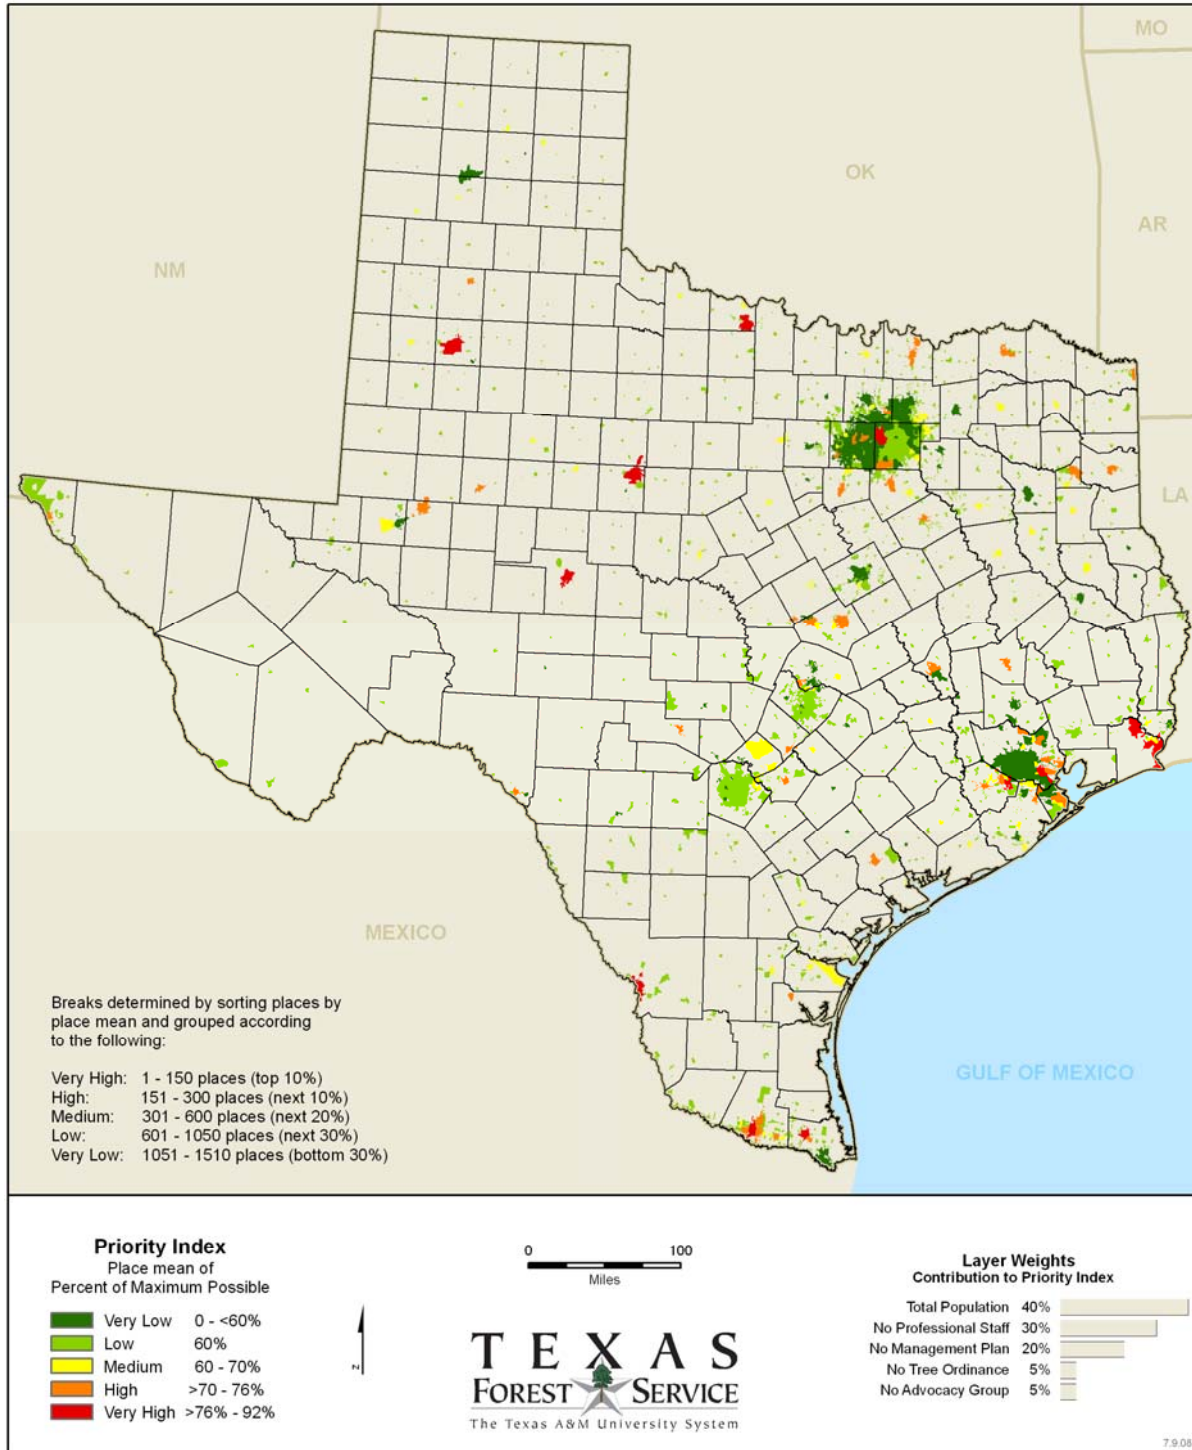 MO
OK
AR
NM
LA
MEXICO
GULF OF MEXICO
Breaks determined by sorting places by
place mean and grouped according
to the following:
Very High: 1 - 150 places (top 10%)
High: 151 - 300 places (next 10%)
Medium: 301 - 600 places (next 20%)
Low: 601 - 1050 places (next 30%)
Very Low: 1051 - 1510 places (bottom 30%)
Priority Index
Place mean of
Percent of Maximum Possible
Very Low 0 - <60%
Low 60%
Medium 60 - 70%
High >70 - 76%
Very High >76% - 92%
N
0 100
Miles
TEXAS
FOREST SERVICE
The Texas A&M University System
Layer Weights
Contribution to Priority Index
Total Population 40%
No Professional Staff 30%
No Management Plan 20%
No Tree Ordinance 5%
No Advocacy Group 5%
7.9.08